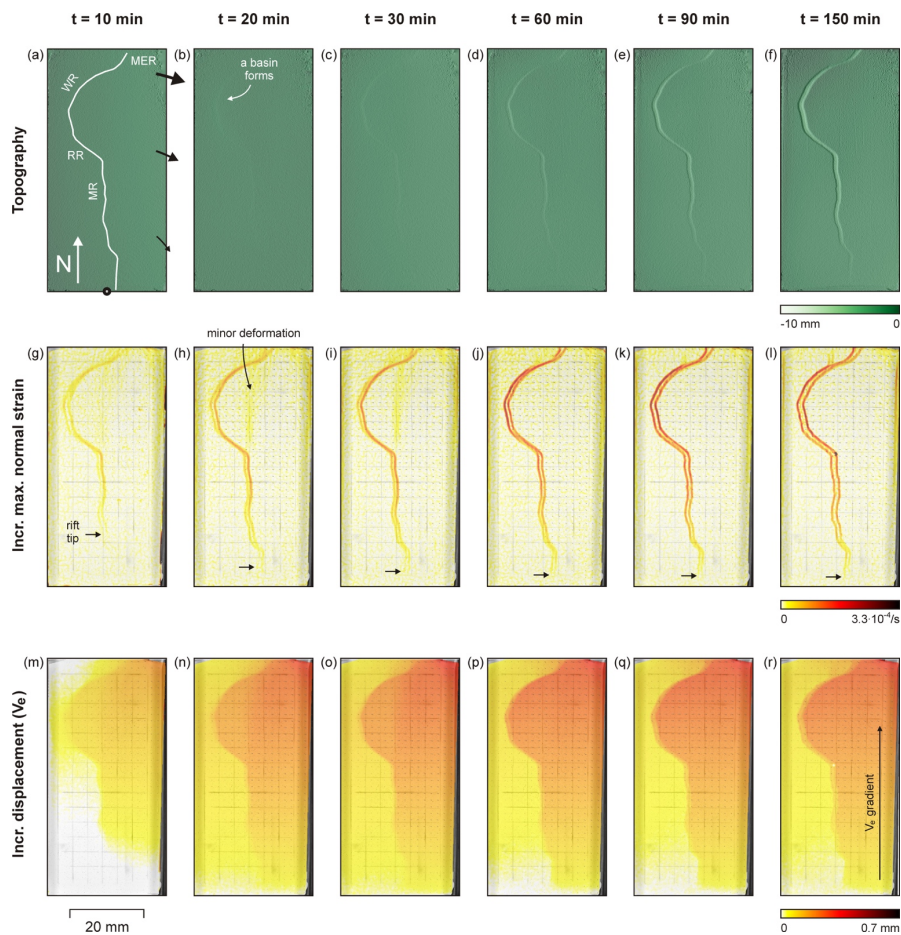 t = 10 min
t = 20 min
t = 30 min
t = 60 min
t = 90 min
t = 150 min
Topography
(a)
(b)
(c)
(d)
(e)
(f)
MER
WR
RR
MR
N
a basin
forms
-10 mm
0
Incr. max. normal strain
(g)
(h)
(i)
(j)
(k)
(l)
minor deformation
rift
tip
0
3.3·10⁻⁴/s
Incr. displacement (Vₑ)
(m)
(n)
(o)
(p)
(q)
(r)
Vₑ gradient
20 mm
0
0.7 mm